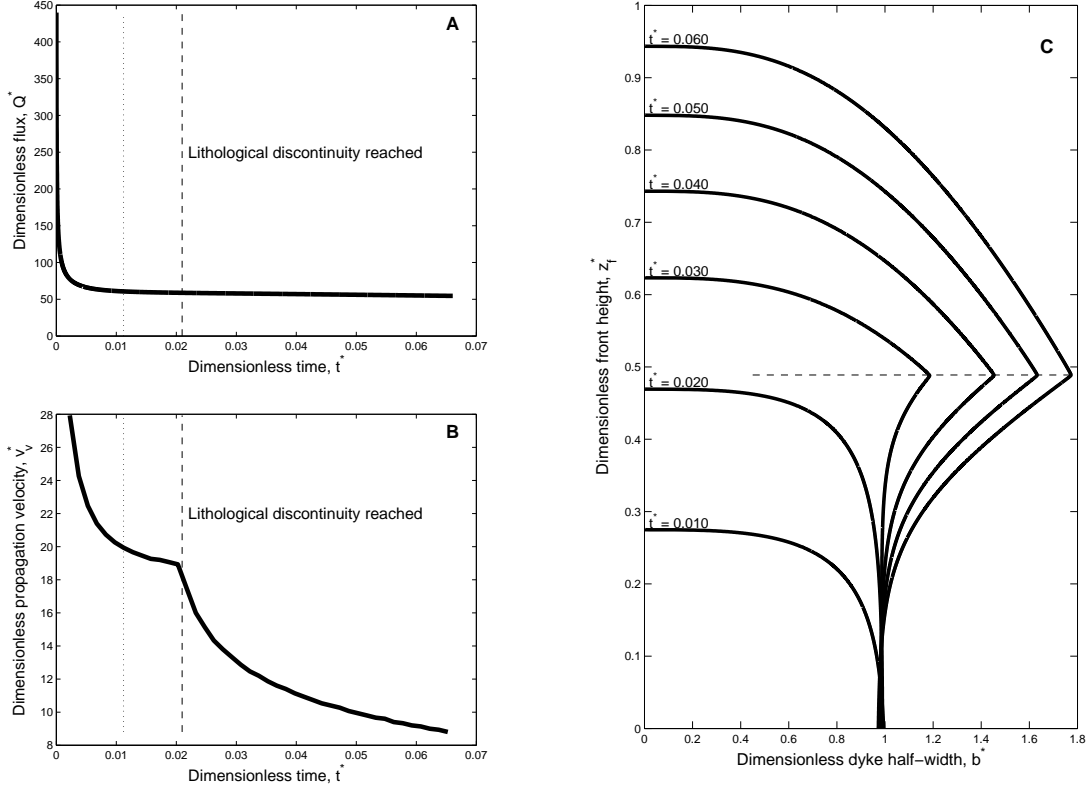 A
450
400
350
300
250
200
150
100
50
0
Dimensionless flux, Q*
Lithological discontinuity reached
0 0.01 0.02 0.03 0.04 0.05 0.06 0.07
Dimensionless time, t*
B
28
26
24
22
20
18
16
14
12
10
8
Dimensionless propagation velocity, v_v*
Lithological discontinuity reached
0 0.01 0.02 0.03 0.04 0.05 0.06 0.07
Dimensionless time, t*
C
1
0.9
0.8
0.7
0.6
0.5
0.4
0.3
0.2
0.1
0
Dimensionless front height, z_f*
t* = 0.060
t* = 0.050
t* = 0.040
t* = 0.030
t* = 0.020
t* = 0.010
0 0.2 0.4 0.6 0.8 1 1.2 1.4 1.6 1.8
Dimensionless dyke half−width, b*